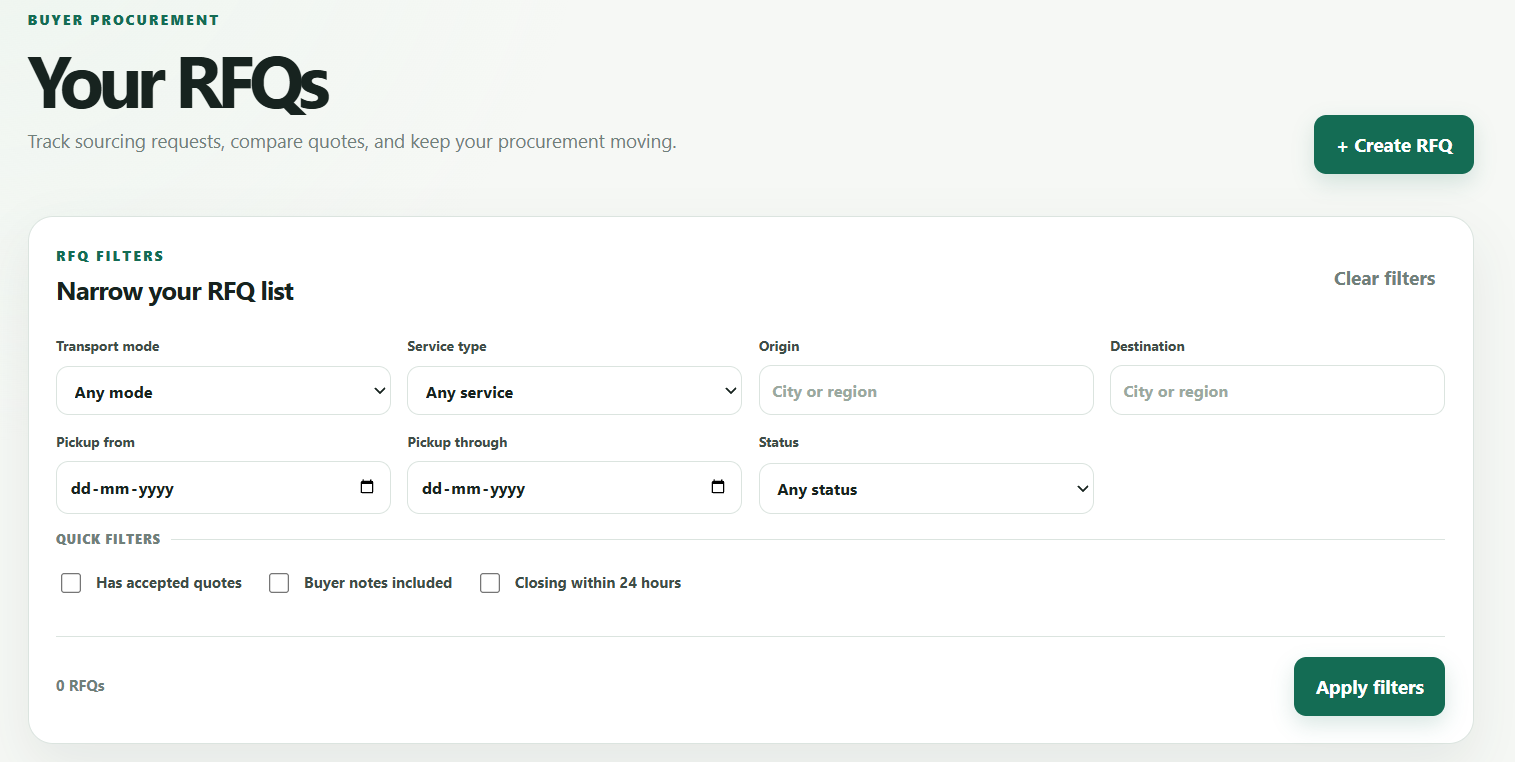 BUYER PROCUREMENT
Your RFQs
Track sourcing requests, compare quotes, and keep your procurement moving.
+ Create RFQ
RFQ FILTERS
Narrow your RFQ list
Clear filters
Transport mode
Service type
Origin
Destination
Any mode
Any service
City or region
City or region
Pickup from
Pickup through
Status
dd-mm-yyyy
dd-mm-yyyy
Any status
QUICK FILTERS
Has accepted quotes
Buyer notes included
Closing within 24 hours
0 RFQs
Apply filters